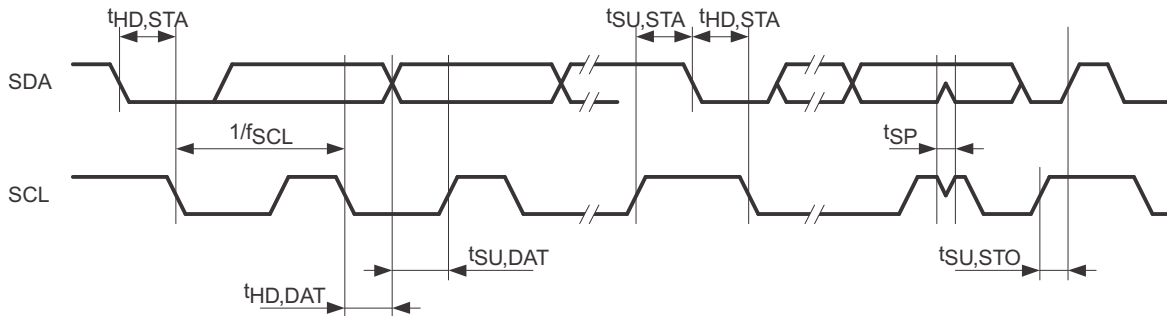 tHD,STA
tSU,STA tHD,STA
SDA
1/fSCL
tSP
SCL
tSU,DAT
tSU,STO
tHD,DAT